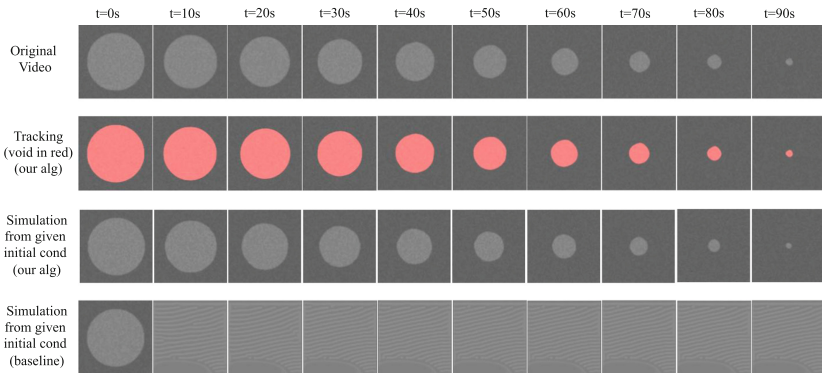 t=0s t=10s t=20s t=30s t=40s t=50s t=60s t=70s t=80s t=90s
Original
Video
Tracking
(void in red)
(our alg)
Simulation
from given
initial cond
(our alg)
Simulation
from given
initial cond
(baseline)